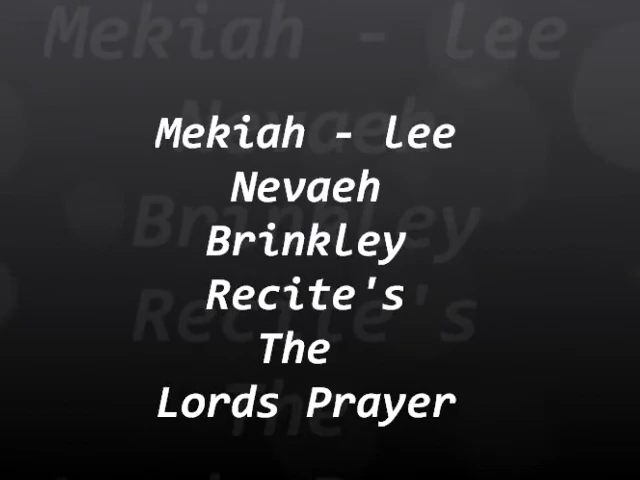 Mekiah - lee
Nevaeh
Brinkley
Recite's
The
Lords Prayer